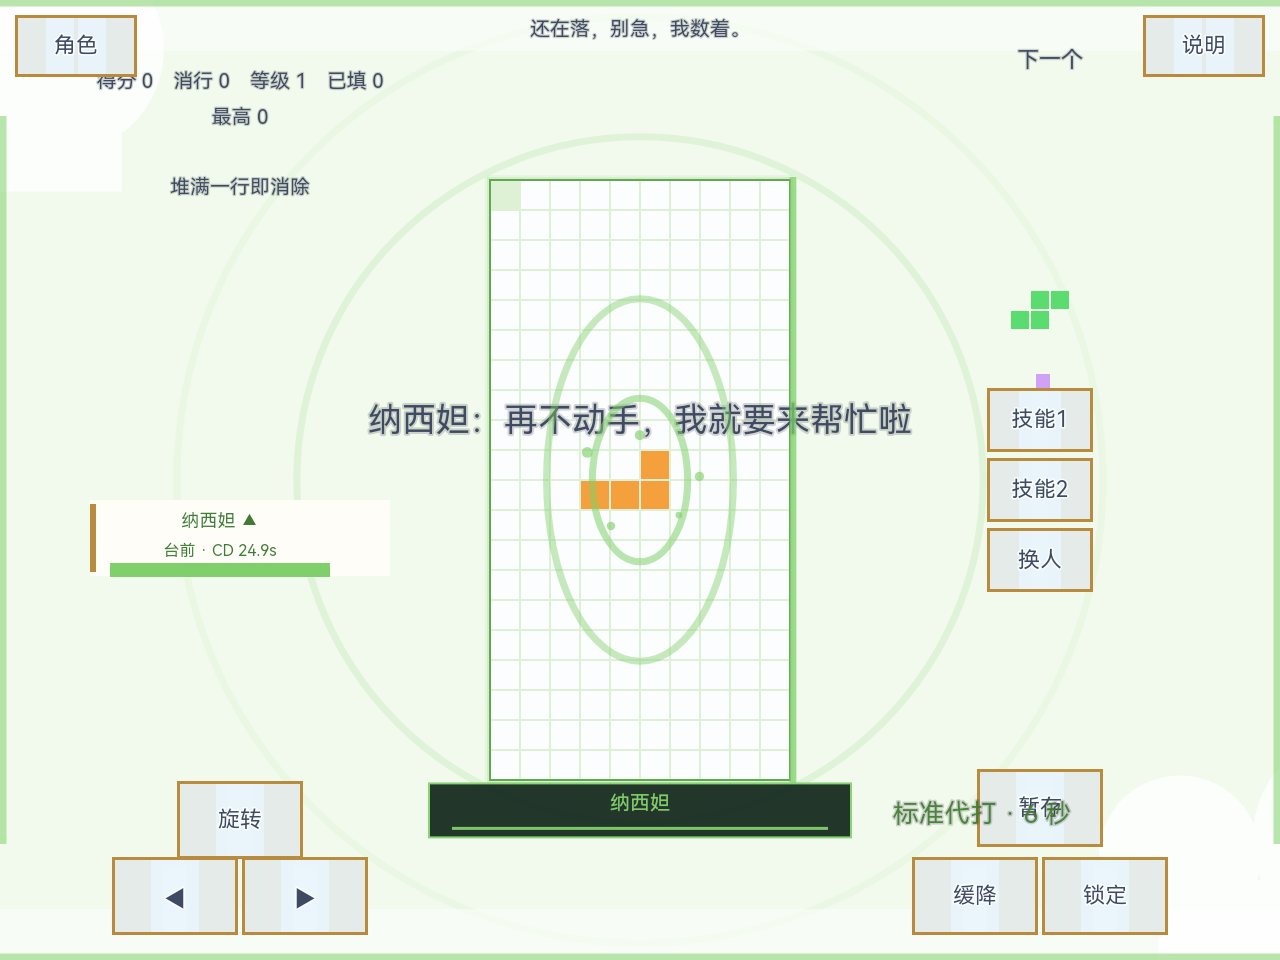 还在落，别急，我数着。
角色
说明
下一个
得分 0 消行 0 等级 1 已填 0
最高 0
堆满一行即消除
纳西妲：再不动手，我就要来帮忙啦
技能1
技能2
换人
纳西妲 ▲
台前 · CD 24.9s
纳西妲
标准代打 · 6 秒
暂存
旋转
◀
▶
缓降
锁定